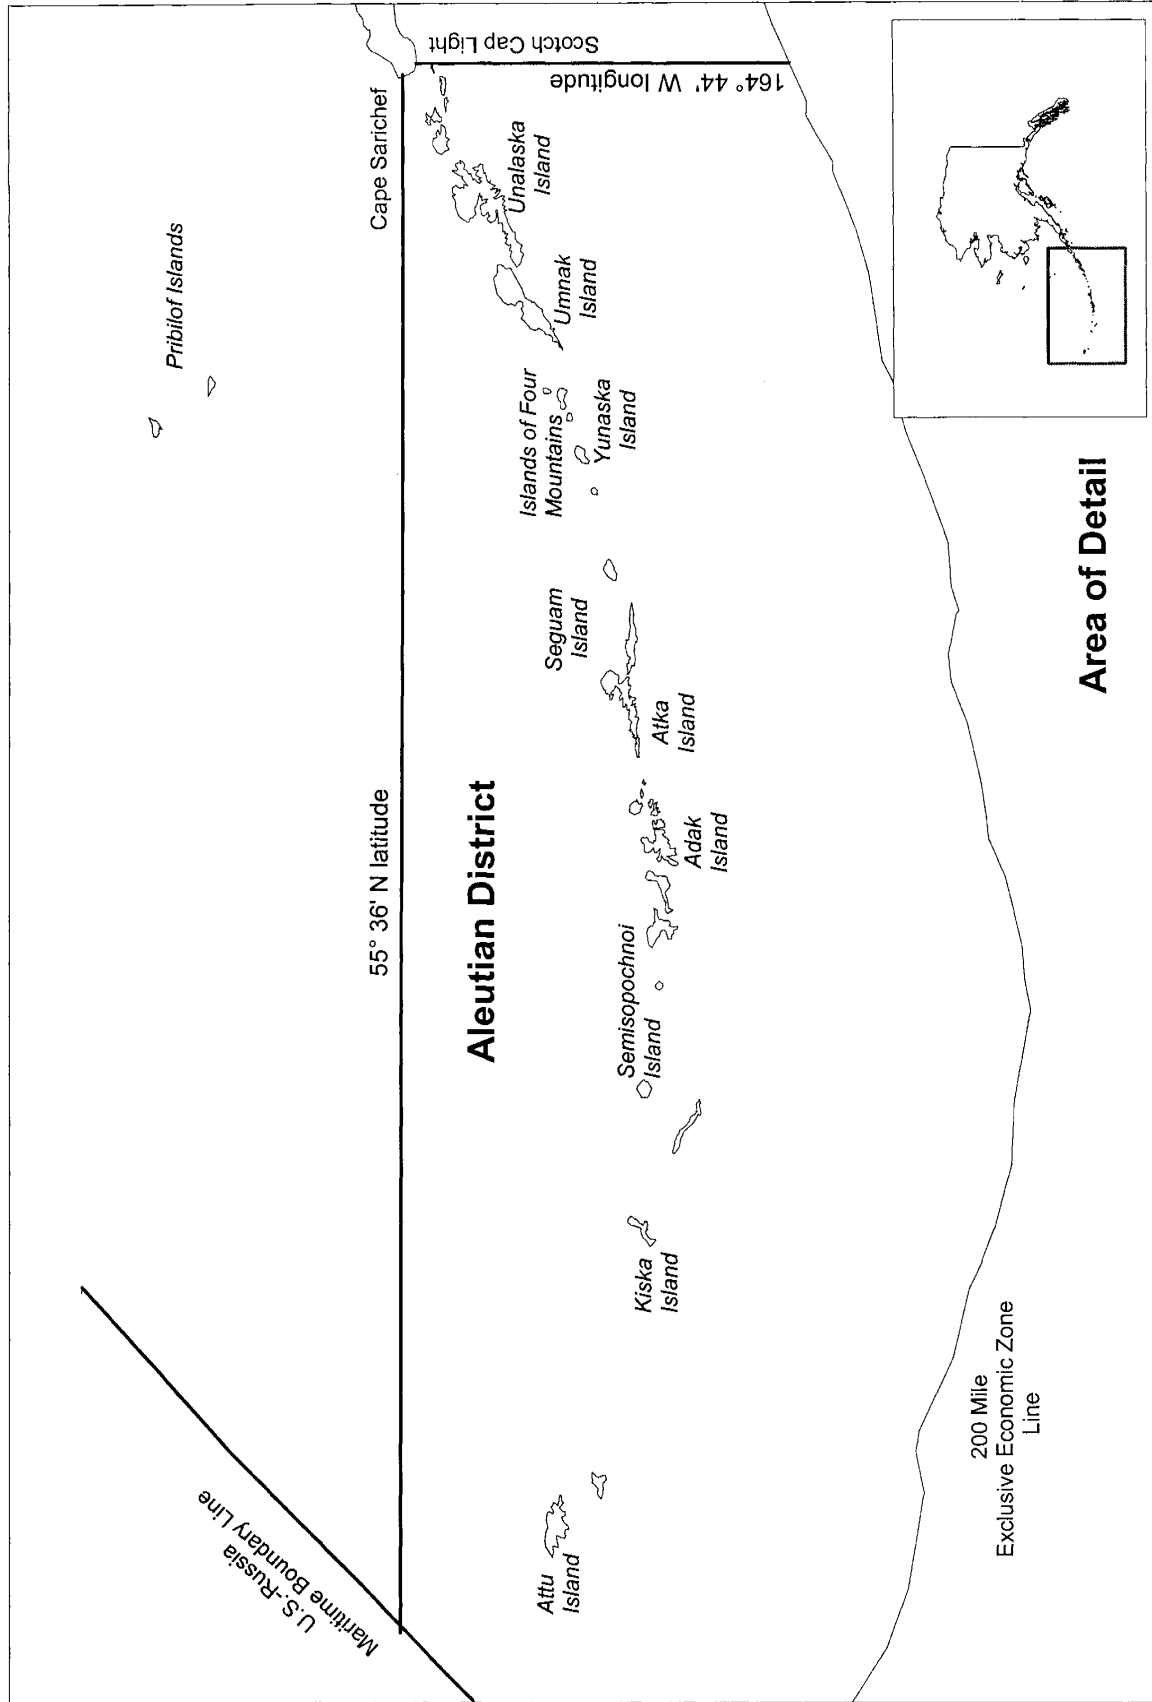 Pribilof Islands
U.S.-Russia
Maritime Boundary Line
55° 36' N latitude
Cape Sarichef
Scotch Cap Light
164° 44' W longitude
Aleutian District
Unalaska
Island
Umnak
Island
Islands of Four
Mountains
Yunaska
Island
Seguam
Island
Atka
Island
Adak
Island
Semisopochnoi
Island
Kiska
Island
Attu
Island
200 Mile
Exclusive Economic Zone
Line
Area of Detail